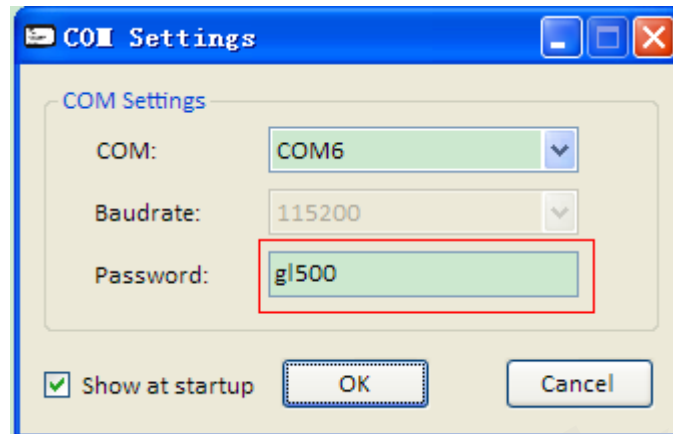 COM Settings
COM Settings
COM: COM6
Baudrate: 115200
Password: gl500
Show at startup OK Cancel